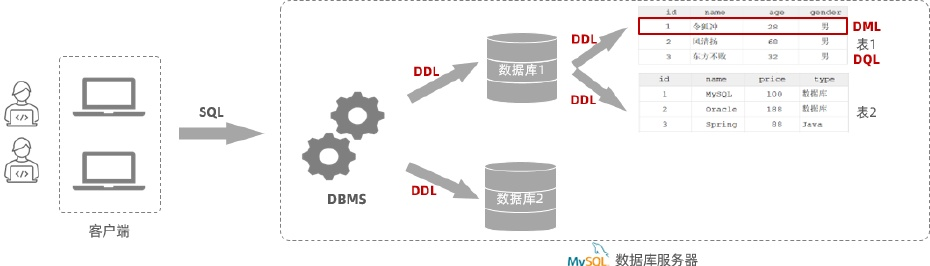 客户端
SQL
DBMS
DDL
数据库1
DDL
数据库2
DDL
DDL
id name age gender
1 令狐冲 28 男
2 风清扬 68 男
3 东方不败 32 男
DML
表1
DQL
id name price type
1 MySQL 100 数据库
2 Oracle 188 数据库
3 Spring 88 Java
表2
MySQL 数据库服务器